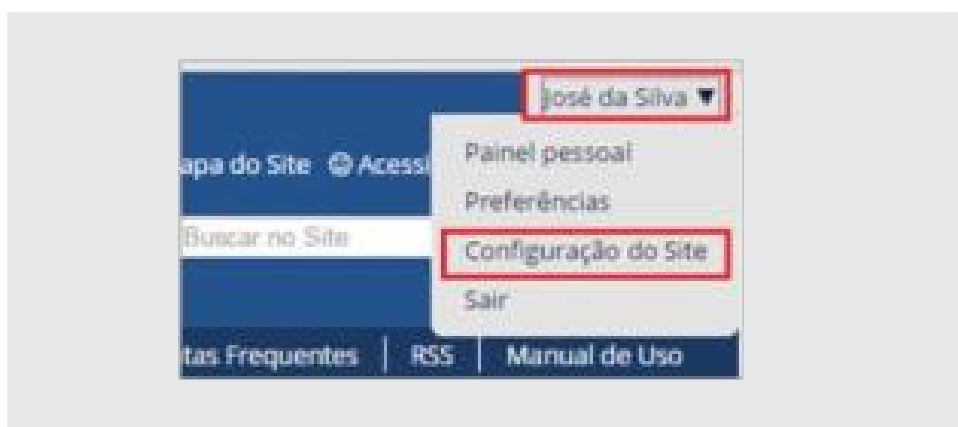 José da Silva ▼
Painel pessoal
apa do Site Acessi
Preferências
Buscar no Site
Configuração do Site
Sair
tas Frequentes | RSS | Manual de Uso